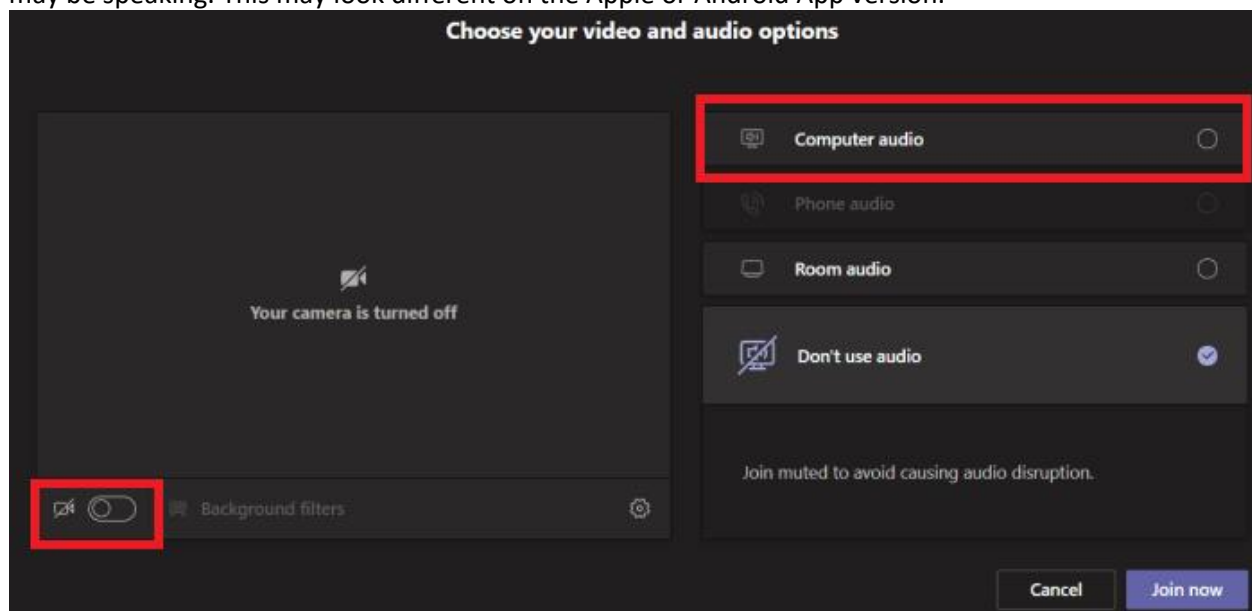 may be speaking. This may look different on the Apple or Android App version.
Choose your video and audio options
Your camera is turned off
Background filters
Computer audio
Phone audio
Room audio
Don't use audio
Join muted to avoid causing audio disruption.
Cancel
Join now